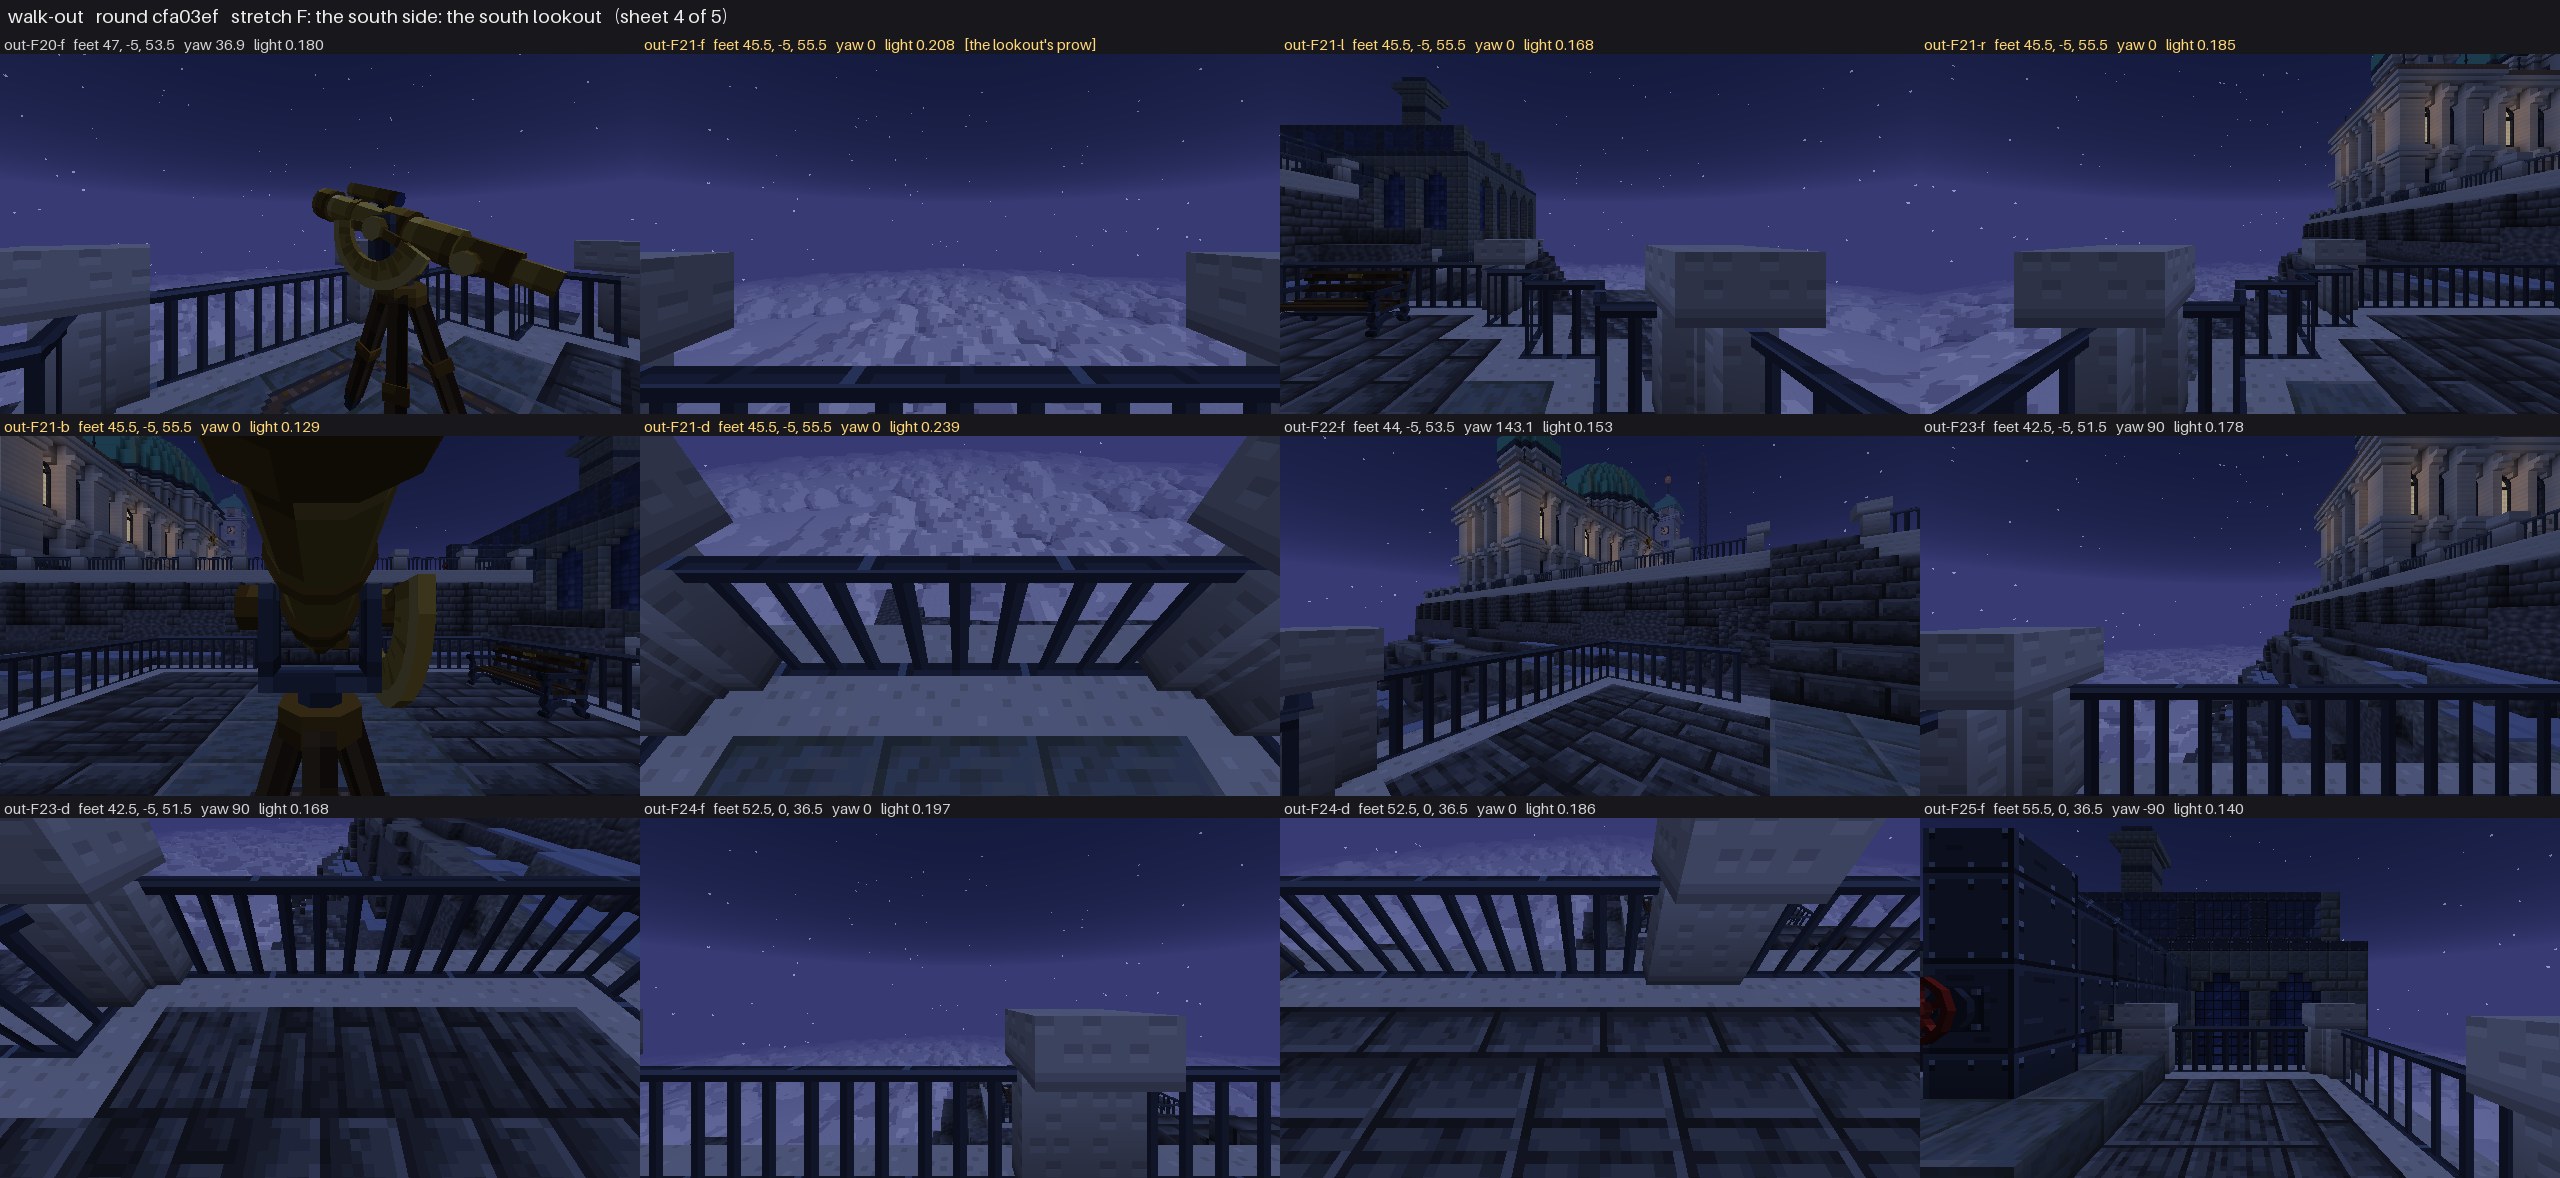 walk-out round cfa03ef stretch F: the south side: the south lookout (sheet 4 of 5)
out-F20-f feet 47, -5, 53.5 yaw 36.9 light 0.180
out-F21-f feet 45.5, -5, 55.5 yaw 0 light 0.208 [the lookout's prow]
out-F21-l feet 45.5, -5, 55.5 yaw 0 light 0.168
out-F21-r feet 45.5, -5, 55.5 yaw 0 light 0.185
out-F21-b feet 45.5, -5, 55.5 yaw 0 light 0.129
out-F21-d feet 45.5, -5, 55.5 yaw 0 light 0.239
out-F22-f feet 44, -5, 53.5 yaw 143.1 light 0.153
out-F23-f feet 42.5, -5, 51.5 yaw 90 light 0.178
out-F23-d feet 42.5, -5, 51.5 yaw 90 light 0.168
out-F24-f feet 52.5, 0, 36.5 yaw 0 light 0.197
out-F24-d feet 52.5, 0, 36.5 yaw 0 light 0.186
out-F25-f feet 55.5, 0, 36.5 yaw -90 light 0.140